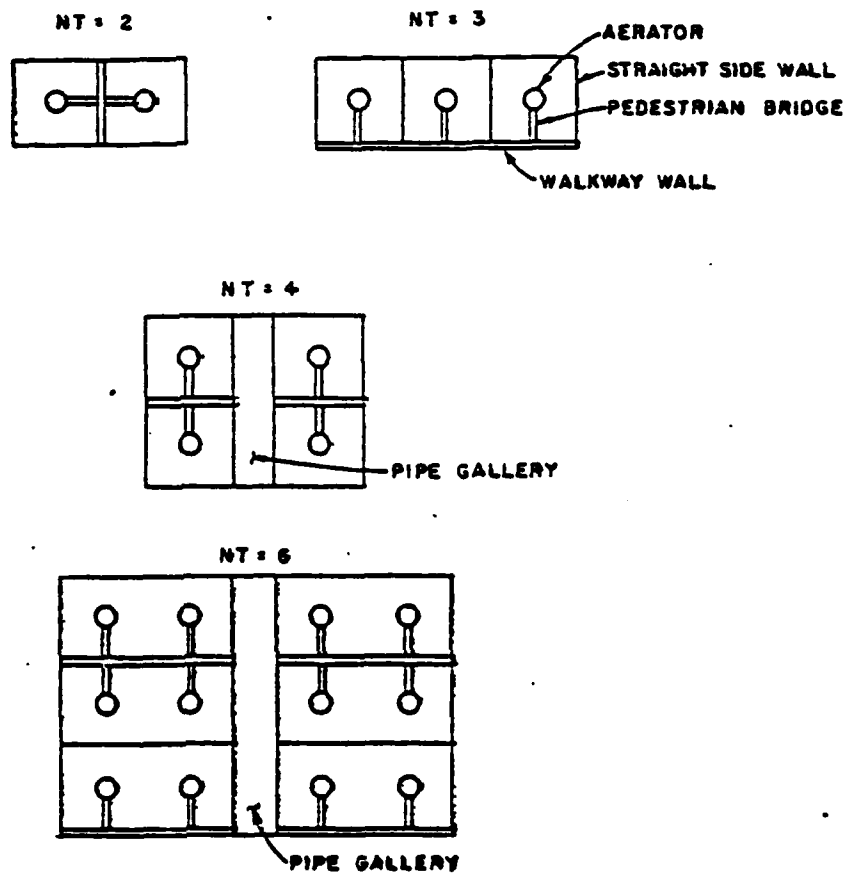 NT = 2
NT = 3
AERATOR
STRAIGHT SIDE WALL
PEDESTRIAN BRIDGE
WALKWAY WALL
NT = 4
PIPE GALLERY
NT = 6
PIPE GALLERY